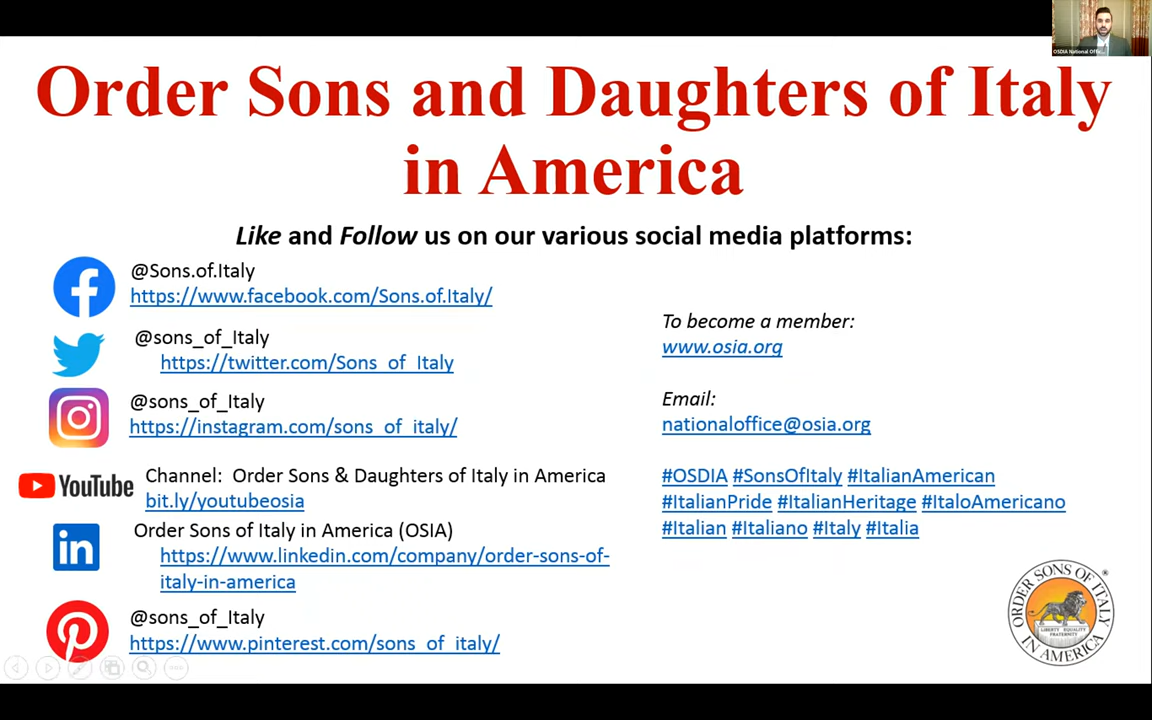 OSDIA National Offic...
Order Sons and Daughters of Italy
in America
Like and Follow us on our various social media platforms:
@Sons.of.Italy
https://www.facebook.com/Sons.of.Italy/
@sons_of_Italy
https://twitter.com/Sons_of_Italy
@sons_of_Italy
https://instagram.com/sons_of_italy/
YouTube
Channel: Order Sons & Daughters of Italy in America
bit.ly/youtubeosia
in
Order Sons of Italy in America (OSIA)
https://www.linkedin.com/company/order-sons-of-
italy-in-america
@sons_of_Italy
https://www.pinterest.com/sons_of_italy/
To become a member:
www.osia.org
Email:
nationaloffice@osia.org
#OSDIA #SonsOfItaly #ItalianAmerican
#ItalianPride #ItalianHeritage #ItaloAmericano
#Italian #Italiano #Italy #Italia
ORDER SONS OF ITALY
LIBERTY EQUALITY
FRATERNITY
IN AMERICA
®